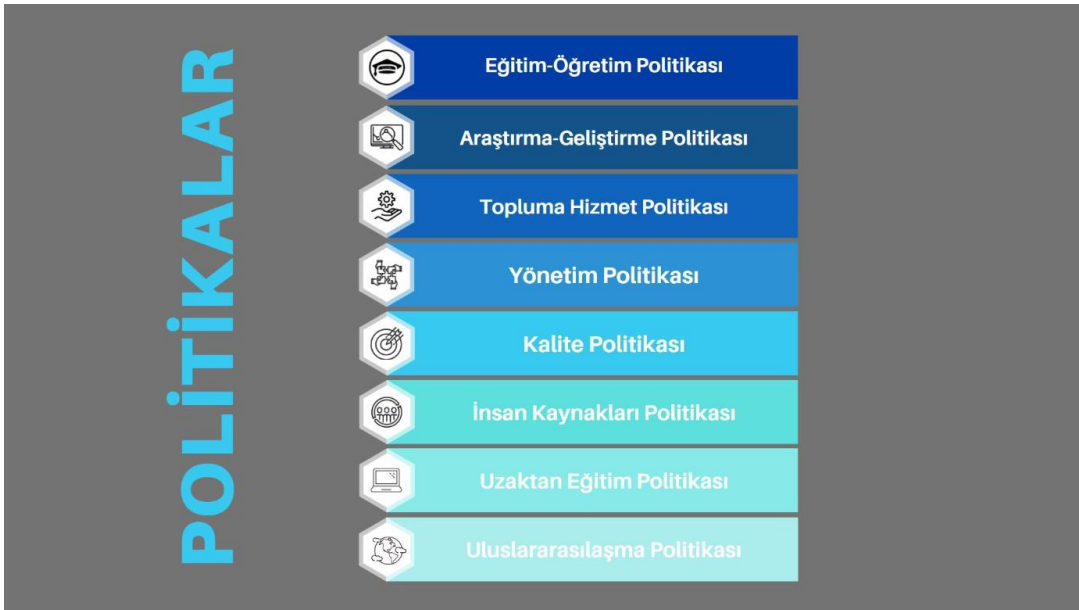 POLİTİKALAR
Eğitim-Öğretim Politikası
Araştırma-Geliştirme Politikası
Topluma Hizmet Politikası
Yönetim Politikası
Kalite Politikası
İnsan Kaynakları Politikası
Uzaktan Eğitim Politikası
Uluslararasılaşma Politikası